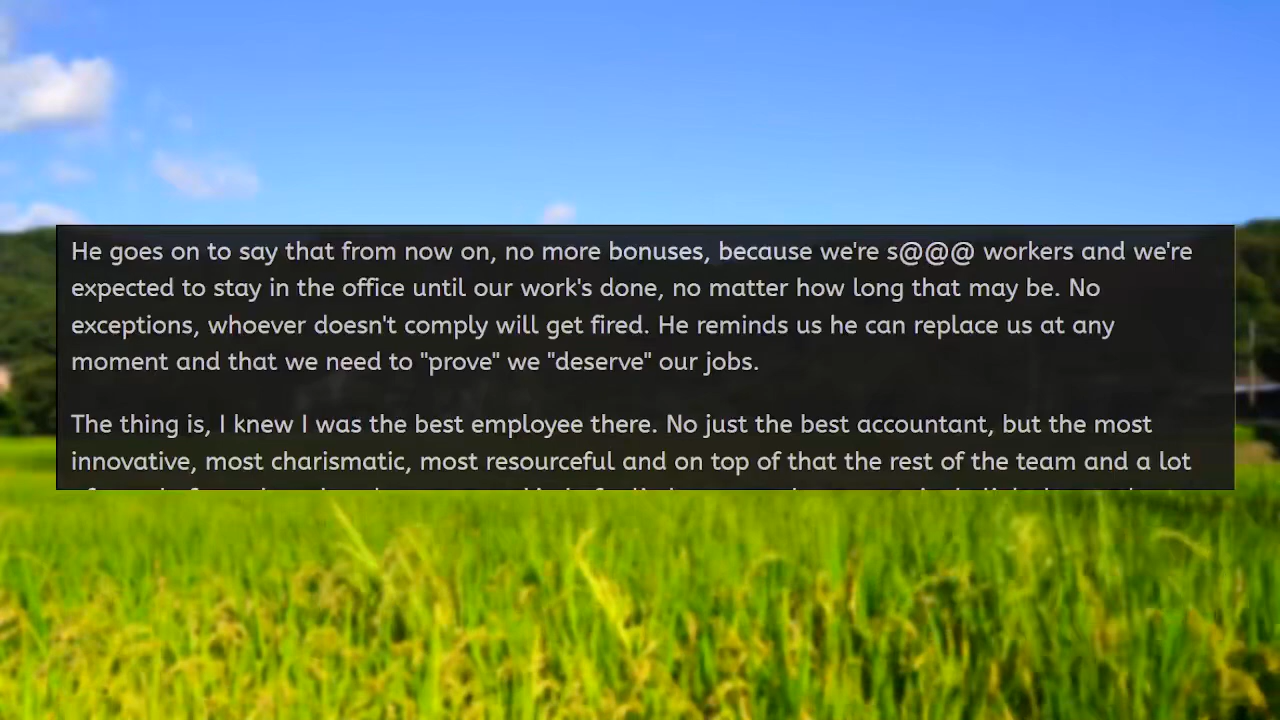 He goes on to say that from now on, no more bonuses, because we're s@@@ workers and we're
expected to stay in the office until our work's done, no matter how long that may be. No
exceptions, whoever doesn't comply will get fired. He reminds us he can replace us at any
moment and that we need to "prove" we "deserve" our jobs.
The thing is, I knew I was the best employee there. No just the best accountant, but the most
innovative, most charismatic, most resourceful and on top of that the rest of the team and a lot